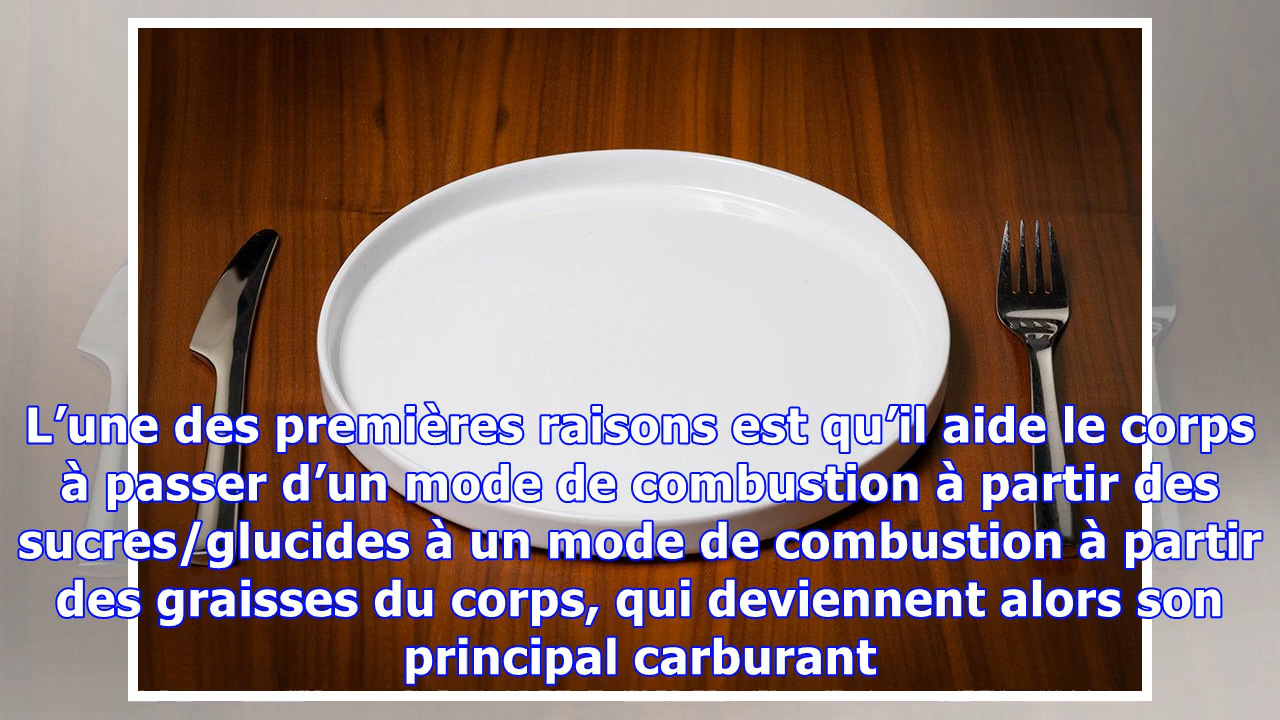 L’une des premières raisons est qu’il aide le corps
à passer d’un mode de combustion à partir des
sucres/glucides à un mode de combustion à partir
des graisses du corps, qui deviennent alors son
principal carburant